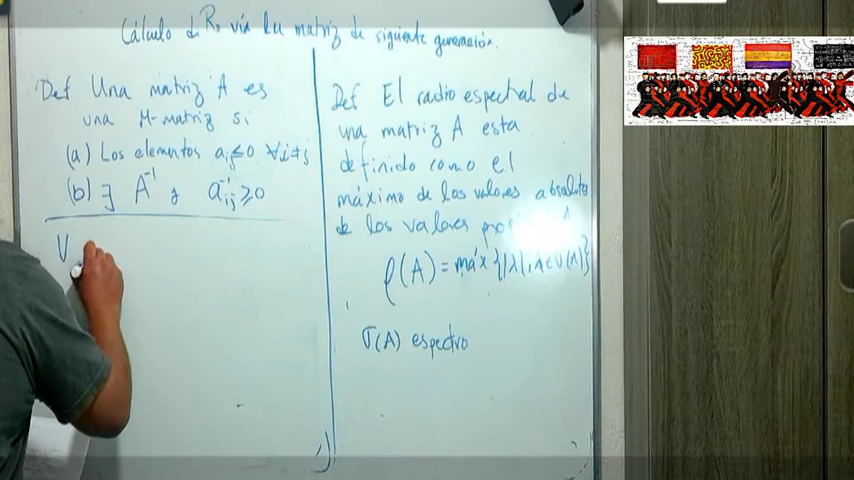 Cálculo de R₀ vía la matriz de siguiente generación.
Def Una matriz A es
una M-matriz si
(a) Los elementos aᵢⱼ≤0 ∀i≠j
(b) ∃ A⁻¹ y a⁻¹ᵢⱼ≥0
V
Def El radio espectral de
una matriz A esta
definido como el
máximo de los valores absolutos
de los valores
ρ(A) = máx {|λ|, λ∈σ(A)}
σ(A) espectro